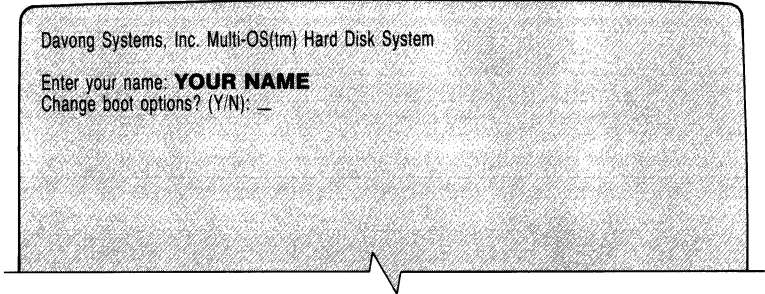 Davong Systems, Inc. Multi-OS(tm) Hard Disk System
Enter your name: YOUR NAME
Change boot options? (Y/N): _